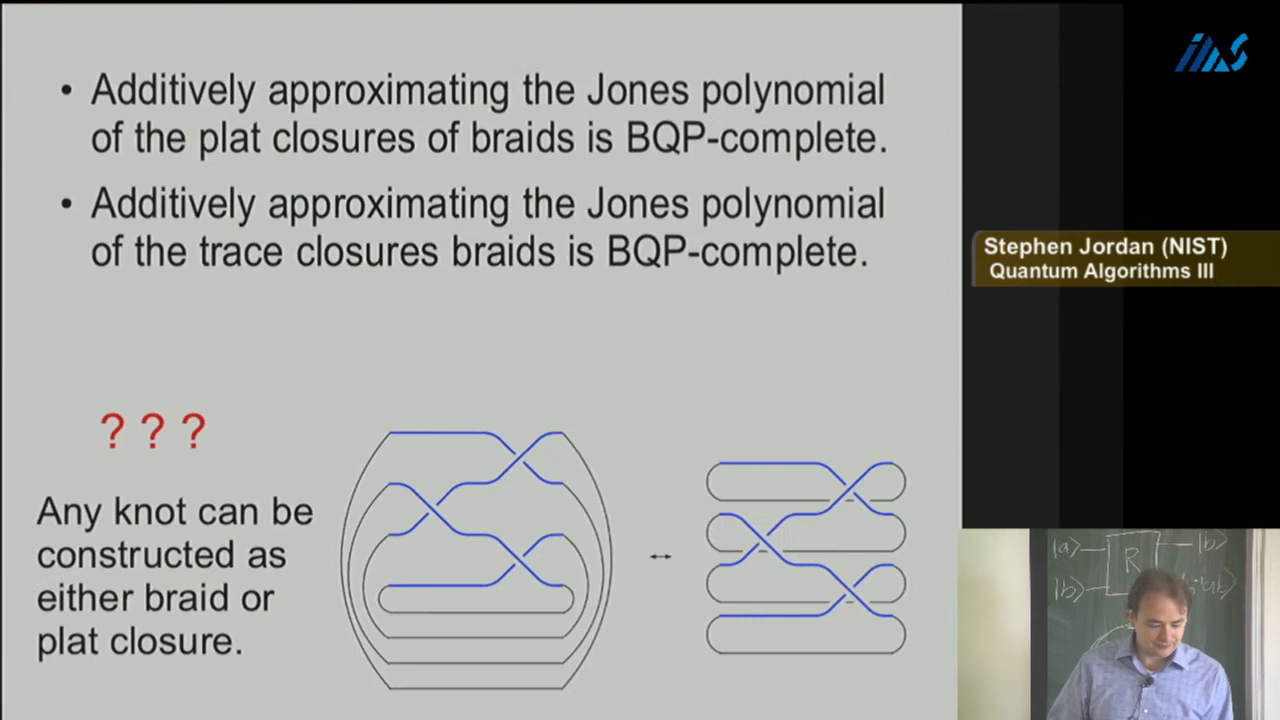 • Additively approximating the Jones polynomial
of the plat closures of braids is BQP-complete.
• Additively approximating the Jones polynomial
of the trace closures braids is BQP-complete.
? ? ?
Any knot can be
constructed as
either braid or
plat closure.
IAS
Stephen Jordan (NIST)
Quantum Algorithms III
|a⟩
R
|b⟩
|b⟩